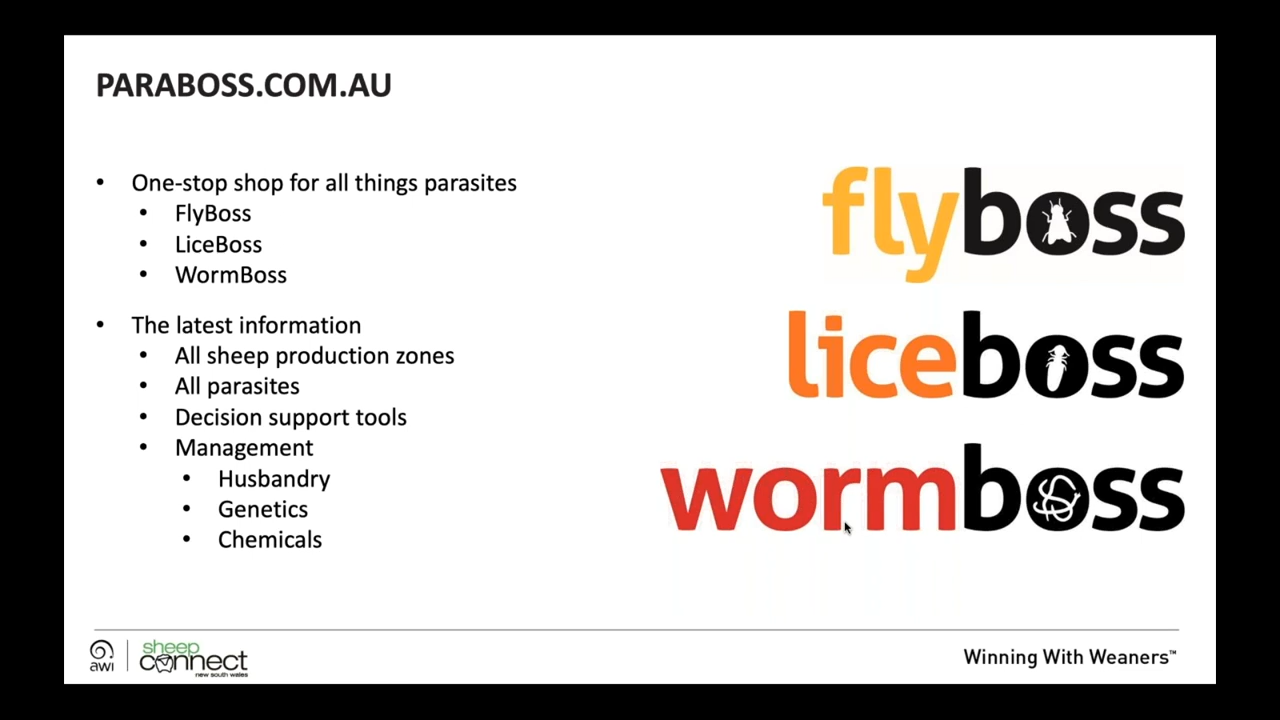 PARABOSS.COM.AU
• One-stop shop for all things parasites
• FlyBoss
• LiceBoss
• WormBoss
• The latest information
• All sheep production zones
• All parasites
• Decision support tools
• Management
• Husbandry
• Genetics
• Chemicals
flyboss
liceboss
wormboss
awi
sheep
connect
new south wales
Winning With Weaners™